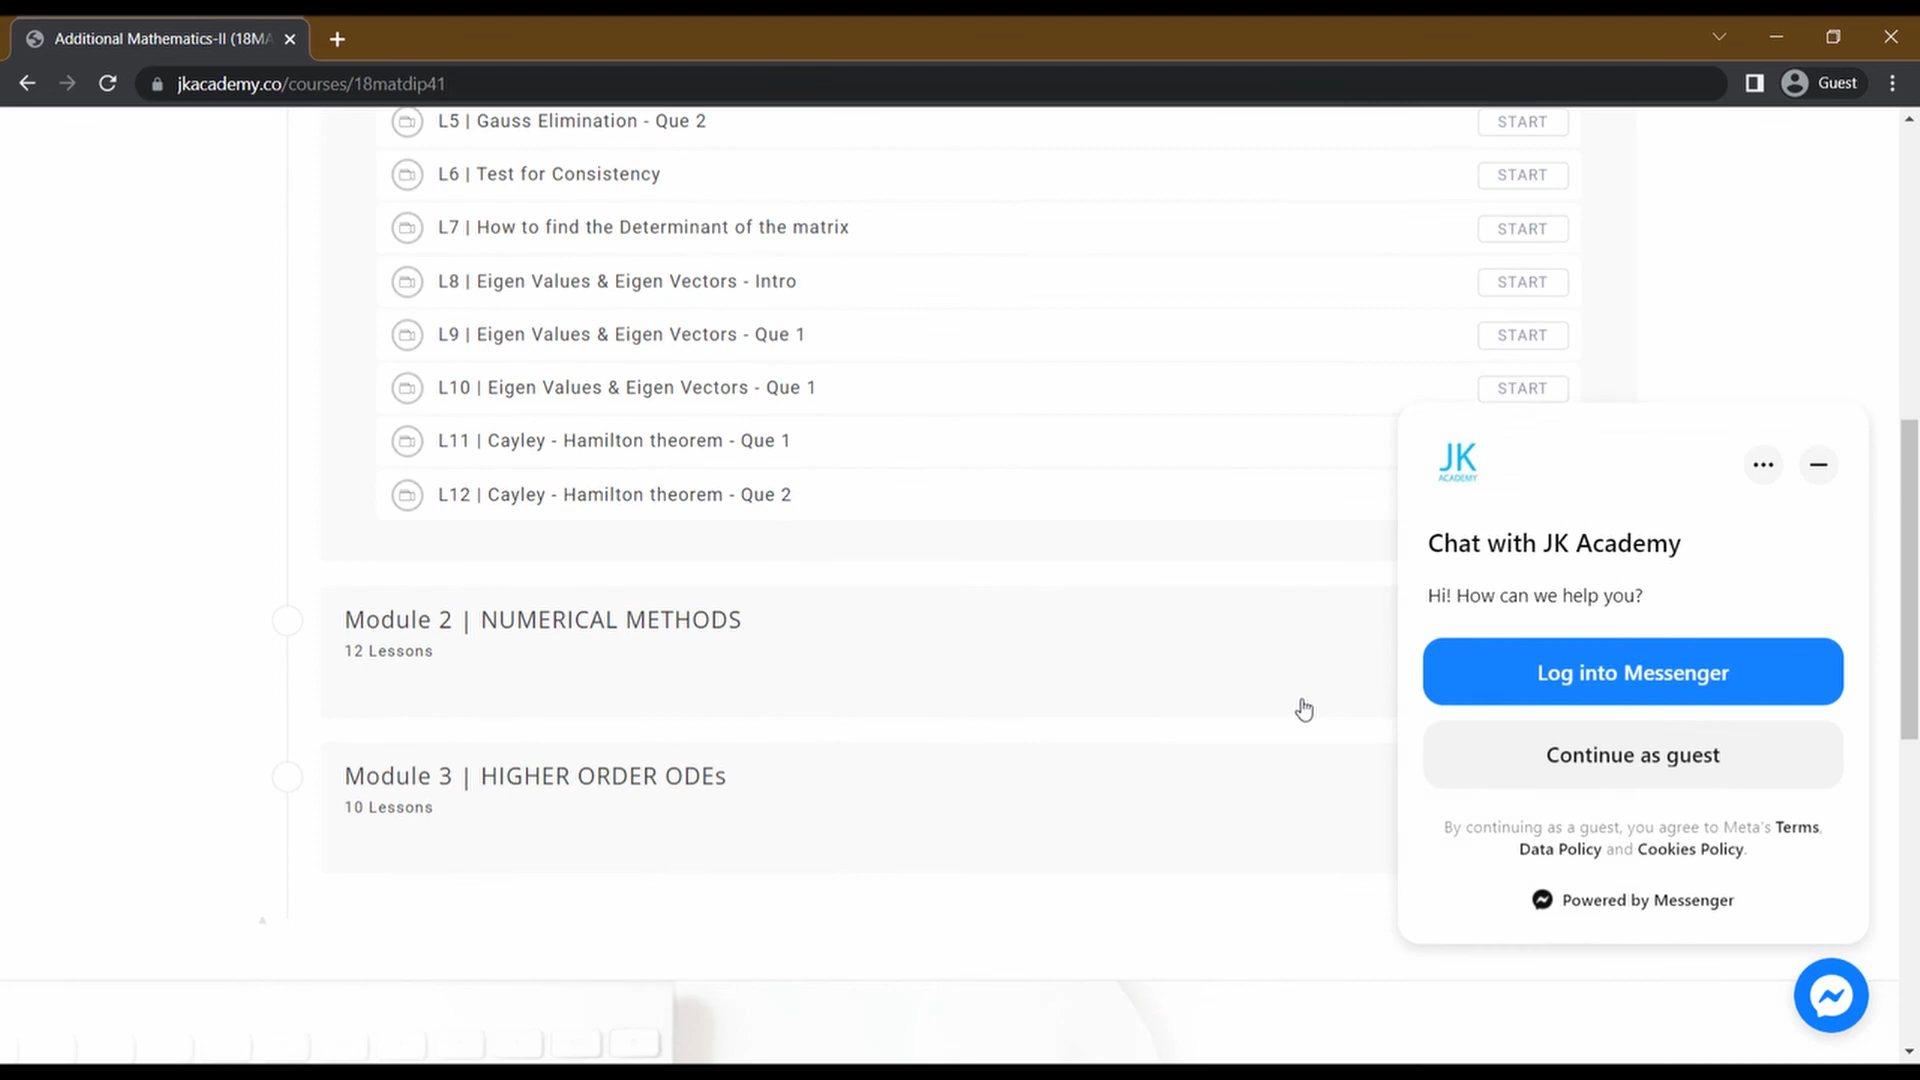 Additional Mathematics-II (18MA
jkacademy.co/courses/18matdip41
Guest
L5 | Gauss Elimination - Que 2
START
L6 | Test for Consistency
START
L7 | How to find the Determinant of the matrix
START
L8 | Eigen Values & Eigen Vectors - Intro
START
L9 | Eigen Values & Eigen Vectors - Que 1
START
L10 | Eigen Values & Eigen Vectors - Que 1
START
L11 | Cayley - Hamilton theorem - Que 1
L12 | Cayley - Hamilton theorem - Que 2
Module 2 | NUMERICAL METHODS
12 Lessons
Module 3 | HIGHER ORDER ODEs
10 Lessons
JK
ACADEMY
Chat with JK Academy
Hi! How can we help you?
Log into Messenger
Continue as guest
By continuing as a guest, you agree to Meta's Terms,
Data Policy and Cookies Policy.
Powered by Messenger